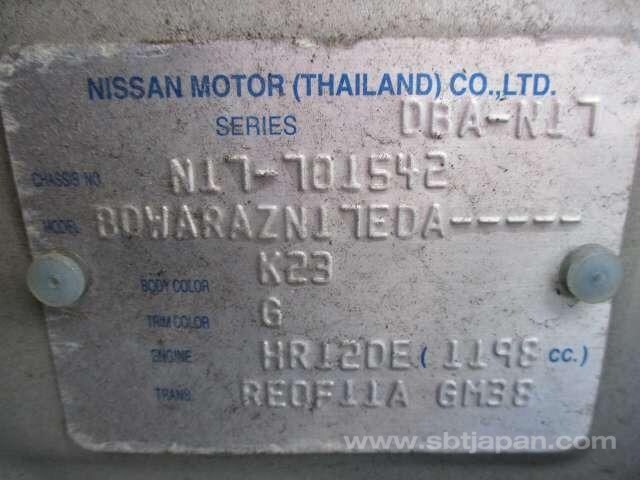 NISSAN MOTOR (THAILAND) CO.,LTD.
SERIES DBA-N17
CHASSIS NO. N17-701542
MODEL BDWARAZN17EDA-----
BODY COLOR K23
TRIM COLOR G
ENGINE HR12DE ( 1198 CC.)
TRANS. RE0F11A GM38
www.sbtjapan.com